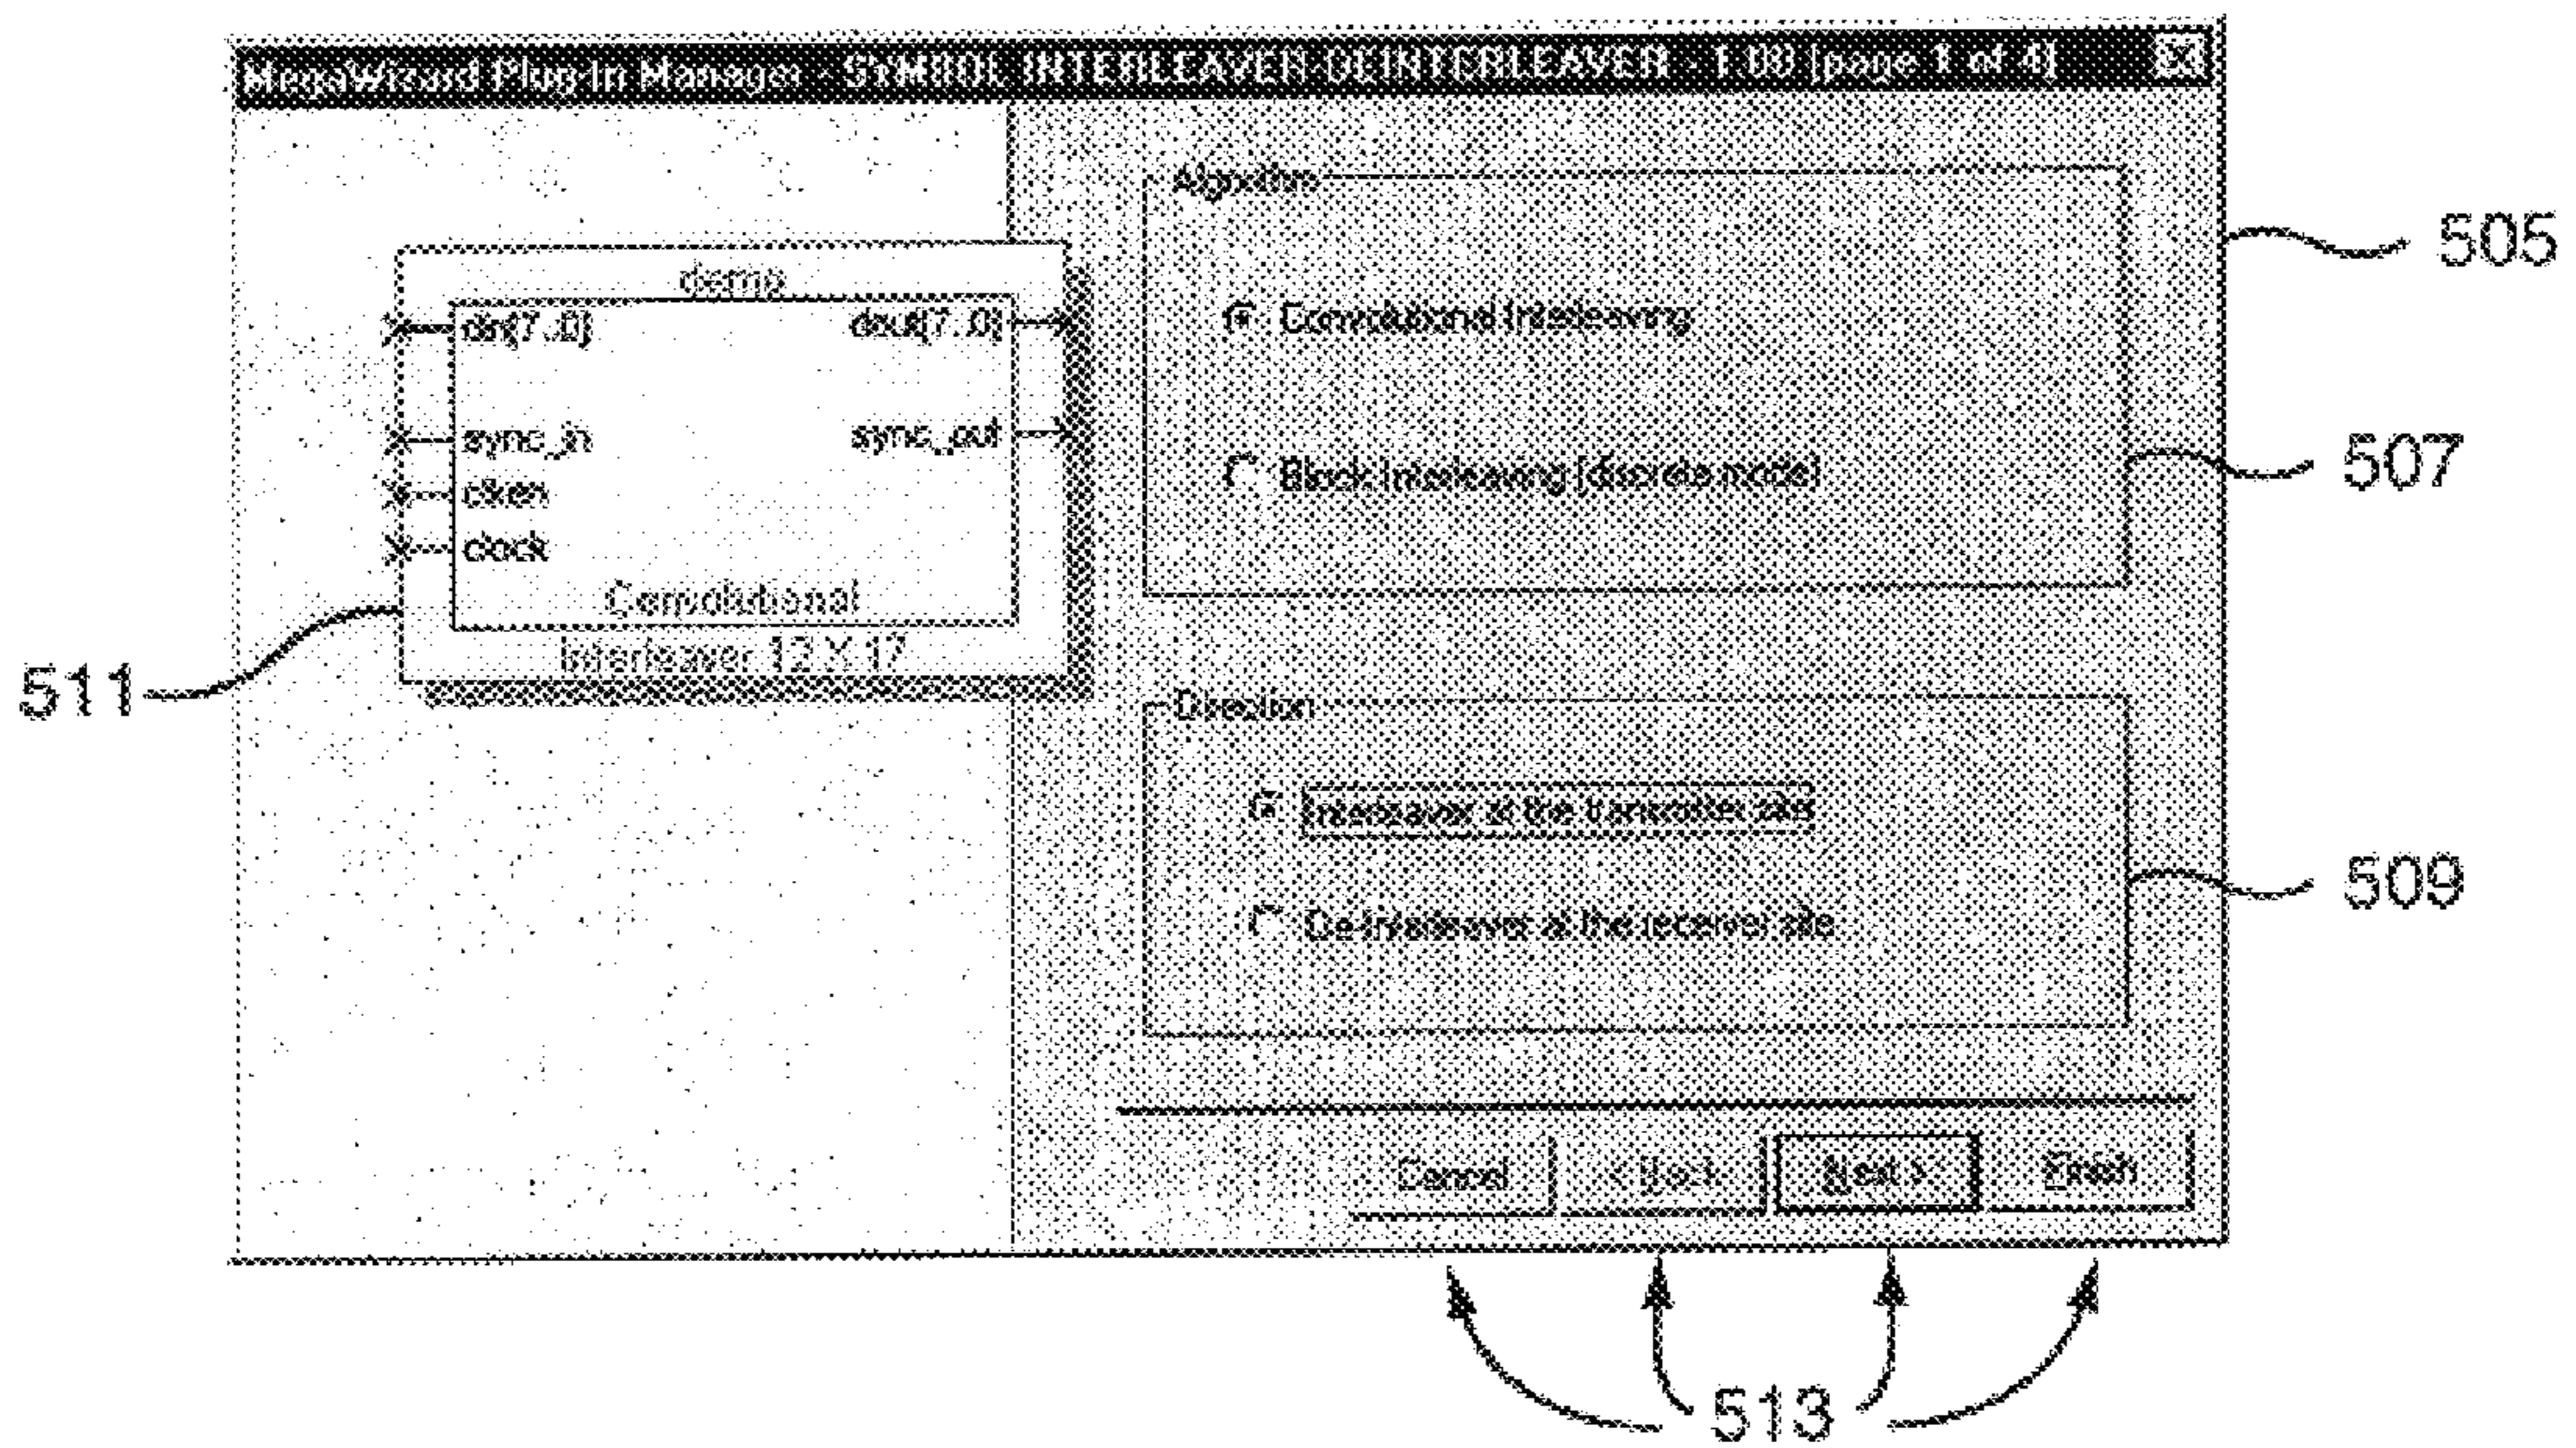 MegaWizard Plug-In Manager - SYMBOL INTERLEAVER DEINTERLEAVER - 1.00 [page 1 of 4]
Algorithm
505
demo
din[7..0] dout[7..0]
Convolutional Interleaving
sync_in sync_out
Block Interleaving (discrete mode)
507
clken
clock
Convolutional
Interleaver 12 X 17
511
Direction
Interleaver at the transmitter site
509
De-Interleaver at the receiver site
Cancel < Back Next > Finish
513